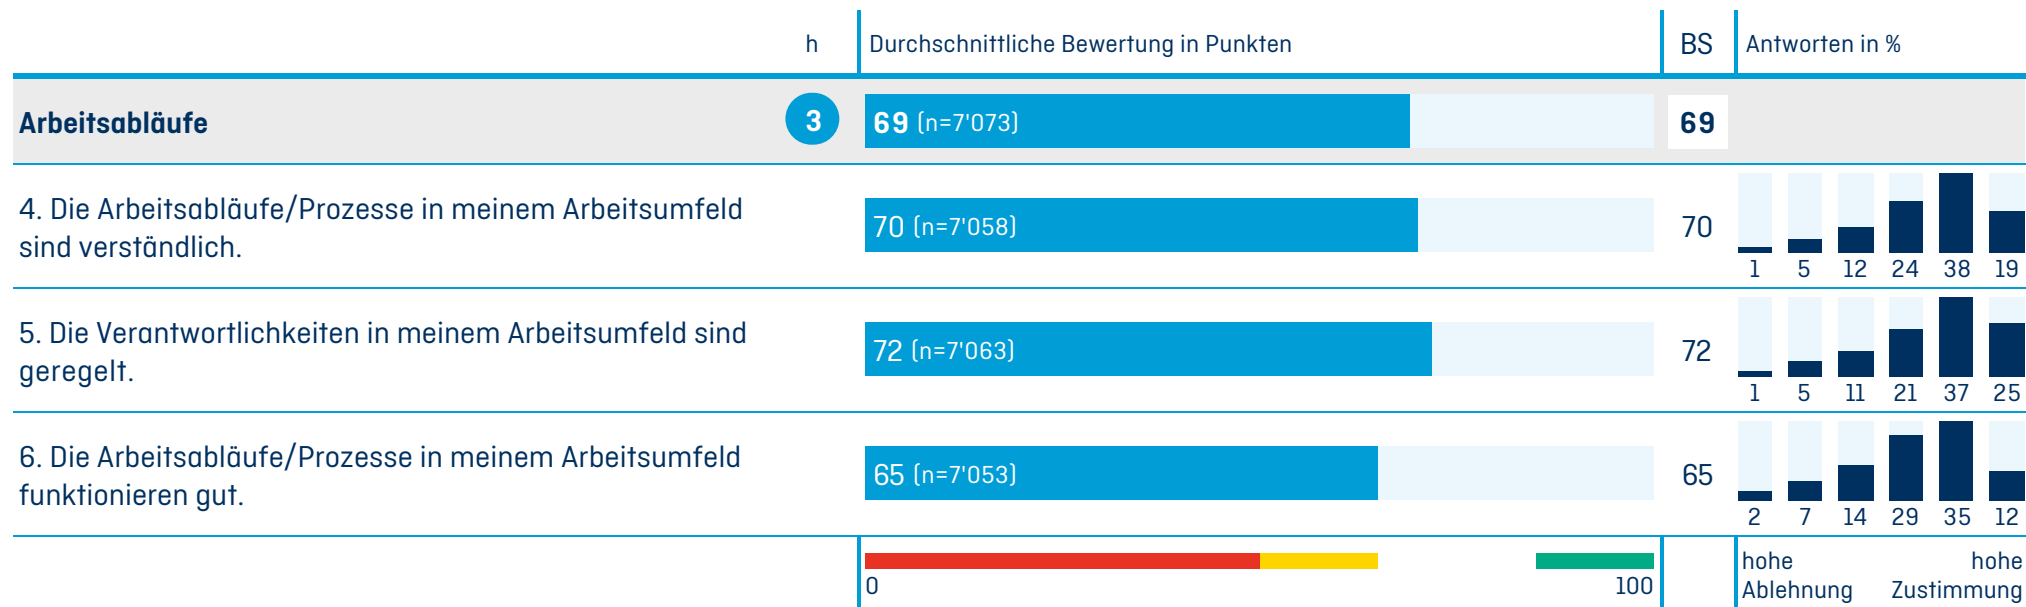 h Durchschnittliche Bewertung in Punkten BS Antworten in %
Arbeitsabläufe 3 69 (n=7'073) 69
4. Die Arbeitsabläufe/Prozesse in meinem Arbeitsumfeld
sind verständlich.
70 (n=7'058) 70
1 5 12 24 38 19
5. Die Verantwortlichkeiten in meinem Arbeitsumfeld sind
geregelt.
72 (n=7'063) 72
1 5 11 21 37 25
6. Die Arbeitsabläufe/Prozesse in meinem Arbeitsumfeld
funktionieren gut.
65 (n=7'053) 65
2 7 14 29 35 12
0 100
hohe Ablehnung
hohe Zustimmung